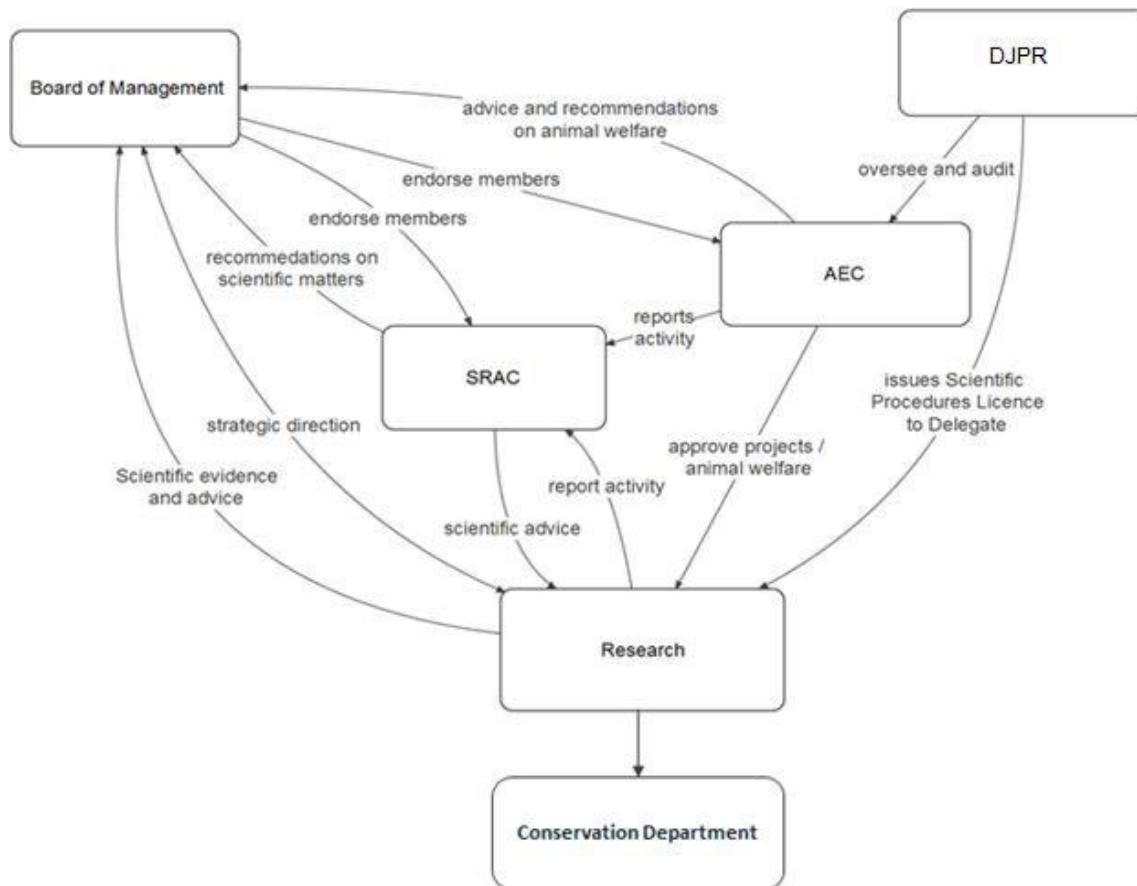 Board of Management
DJPR
advice and recommendations
on animal welfare
oversee and audit
endorse members
endorse members
recommedations on
scientific matters
AEC
reports
activity
SRAC
issues Scientific
Procedures Licence
to Delegate
strategic direction
approve projects /
animal welfare
Scientific evidence
and advice
report activity
scientific advice
Research
Conservation Department